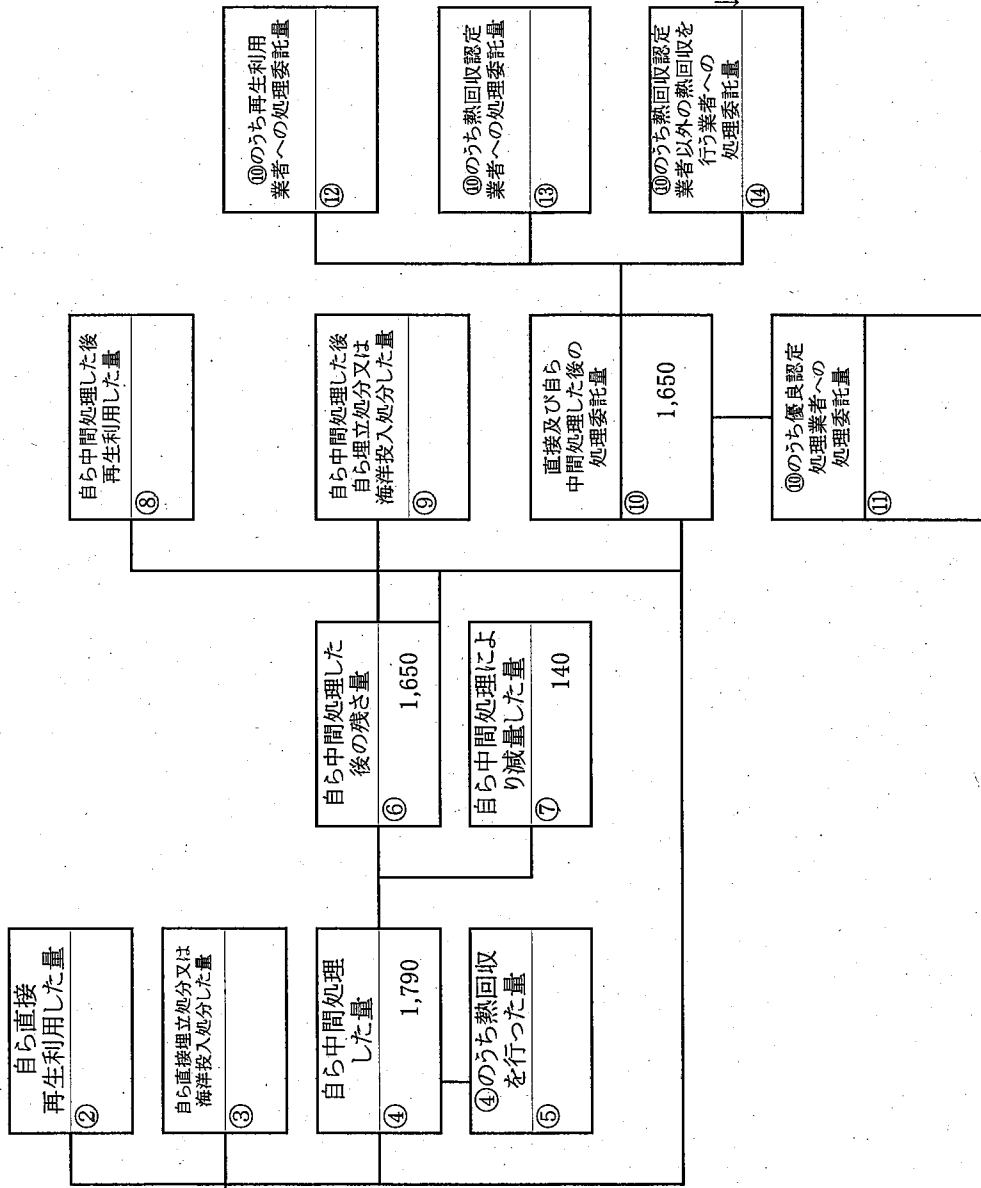 自ら直接
再生利用した量
②
自ら直接埋立処分又は
海洋投入処分した量
③
自ら中間処理
した量
④
1,790
④のうち熱回収
を行った量
⑤
自ら中間処理した
後の残さ量
⑥
1,650
自ら中間処理によ
り減量した量
⑦
140
自ら中間処理した後
再生利用した量
⑧
自ら中間処理した後
自ら埋立処分又は
海洋投入処分した量
⑨
直接及び自ら
中間処理した後の
処理委託量
⑩
1,650
⑩のうち優良認定
処理業者への
処理委託量
⑪
⑩のうち再生利用
業者への処理委託量
⑫
⑩のうち熱回収認定
業者への処理委託量
⑬
⑩のうち熱回収認定
業者以外の熱回収を
行う業者への
処理委託量
⑭